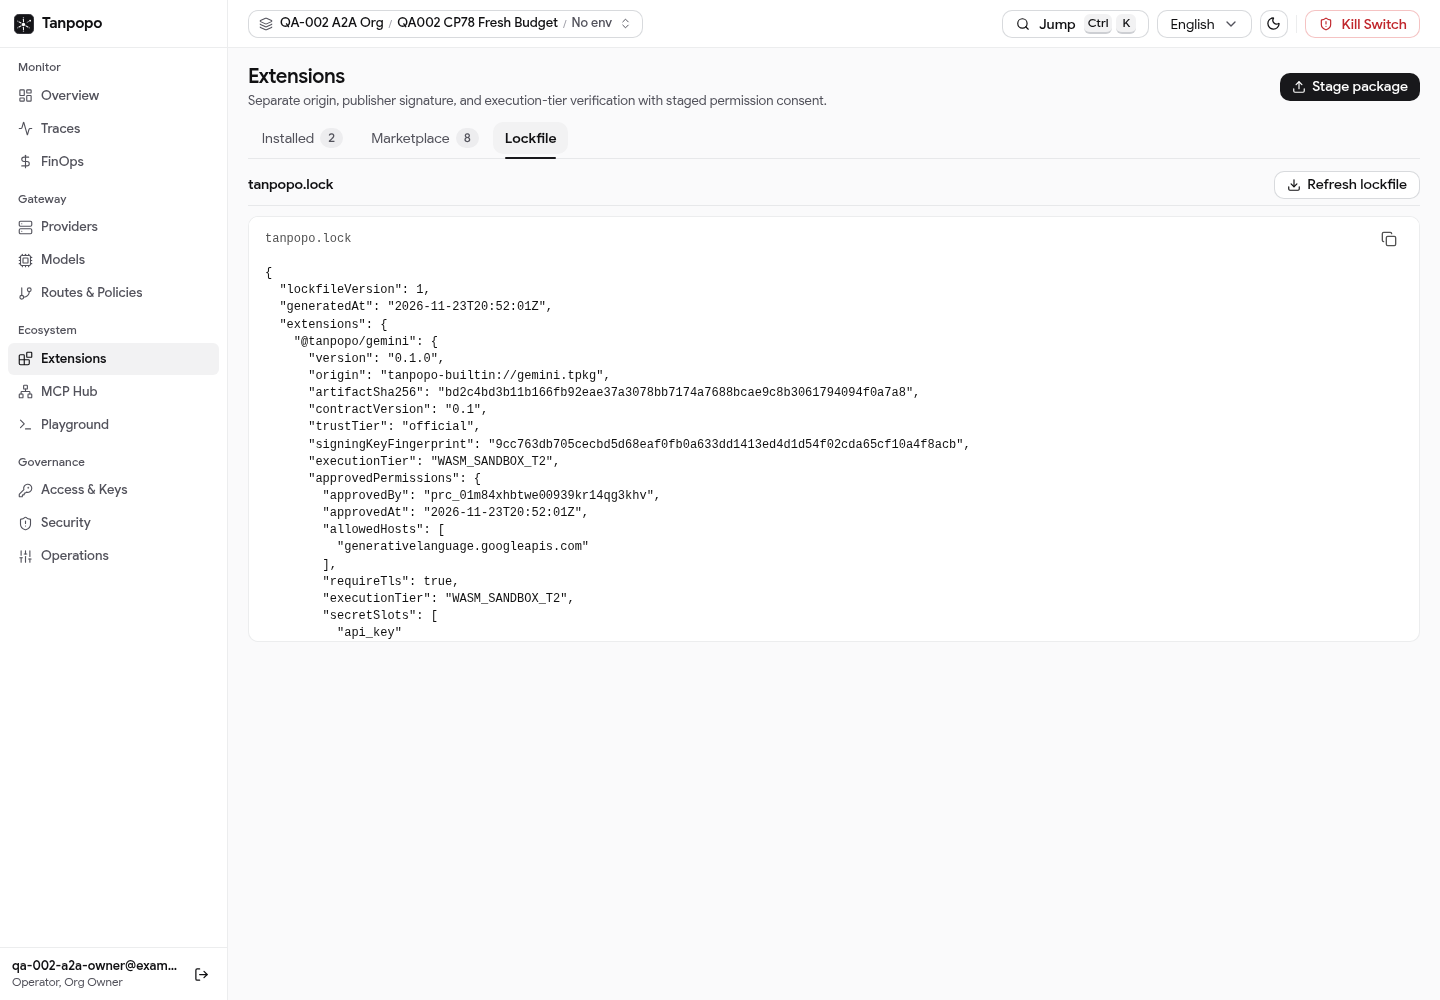 Tanpopo
QA-002 A2A Org / QA002 CP78 Fresh Budget / No env
Jump Ctrl K
English
Kill Switch
Monitor
Overview
Traces
FinOps
Gateway
Providers
Models
Routes & Policies
Ecosystem
Extensions
MCP Hub
Playground
Governance
Access & Keys
Security
Operations
qa-002-a2a-owner@exam...
Operator, Org Owner
Extensions
Separate origin, publisher signature, and execution-tier verification with staged permission consent.
Stage package
Installed 2
Marketplace 8
Lockfile
tanpopo.lock
Refresh lockfile
tanpopo.lock
{
  "lockfileVersion": 1,
  "generatedAt": "2026-11-23T20:52:01Z",
  "extensions": {
    "@tanpopo/gemini": {
      "version": "0.1.0",
      "origin": "tanpopo-builtin://gemini.tpkg",
      "artifactSha256": "bd2c4bd3b11b166fb92eae37a3078bb7174a7688bcae9c8b3061794094f0a7a8",
      "contractVersion": "0.1",
      "trustTier": "official",
      "signingKeyFingerprint": "9cc763db705cecbd5d68eaf0fb0a633dd1413ed4d1d54f02cda65cf10a4f8acb",
      "executionTier": "WASM_SANDBOX_T2",
      "approvedPermissions": {
        "approvedBy": "prc_01m84xhbtwe00939kr14qg3khv",
        "approvedAt": "2026-11-23T20:52:01Z",
        "allowedHosts": [
          "generativelanguage.googleapis.com"
        ],
        "requireTls": true,
        "executionTier": "WASM_SANDBOX_T2",
        "secretSlots": [
          "api_key"